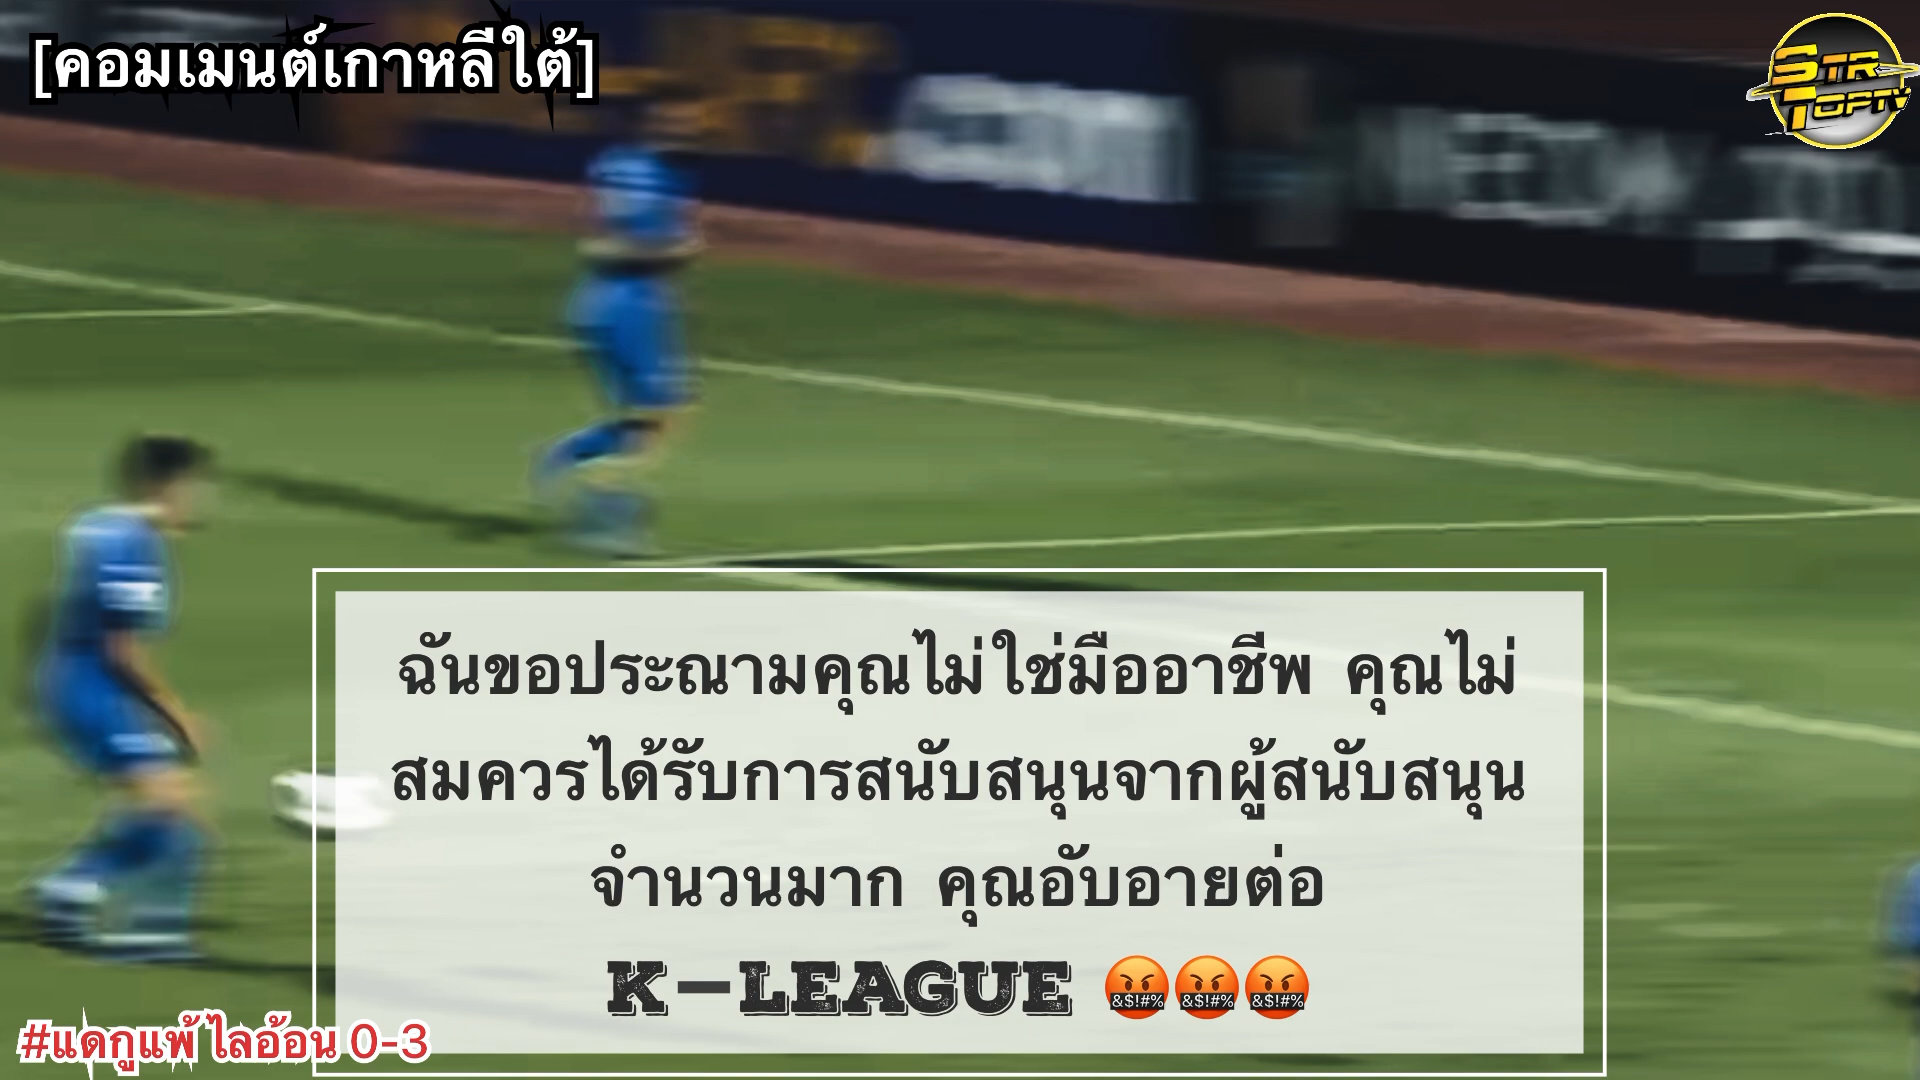 [คอมเมนต์เกาหลีใต้]
STR
TOPTV
ฉันขอประณามคุณไม่ใช่มืออาชีพ คุณไม่
สมควรได้รับการสนับสนุนจากผู้สนับสนุน
จำนวนมาก คุณอับอายต่อ
K-LEAGUE 🤬🤬🤬
#แดกูแพ้ ไลอ้อน 0-3